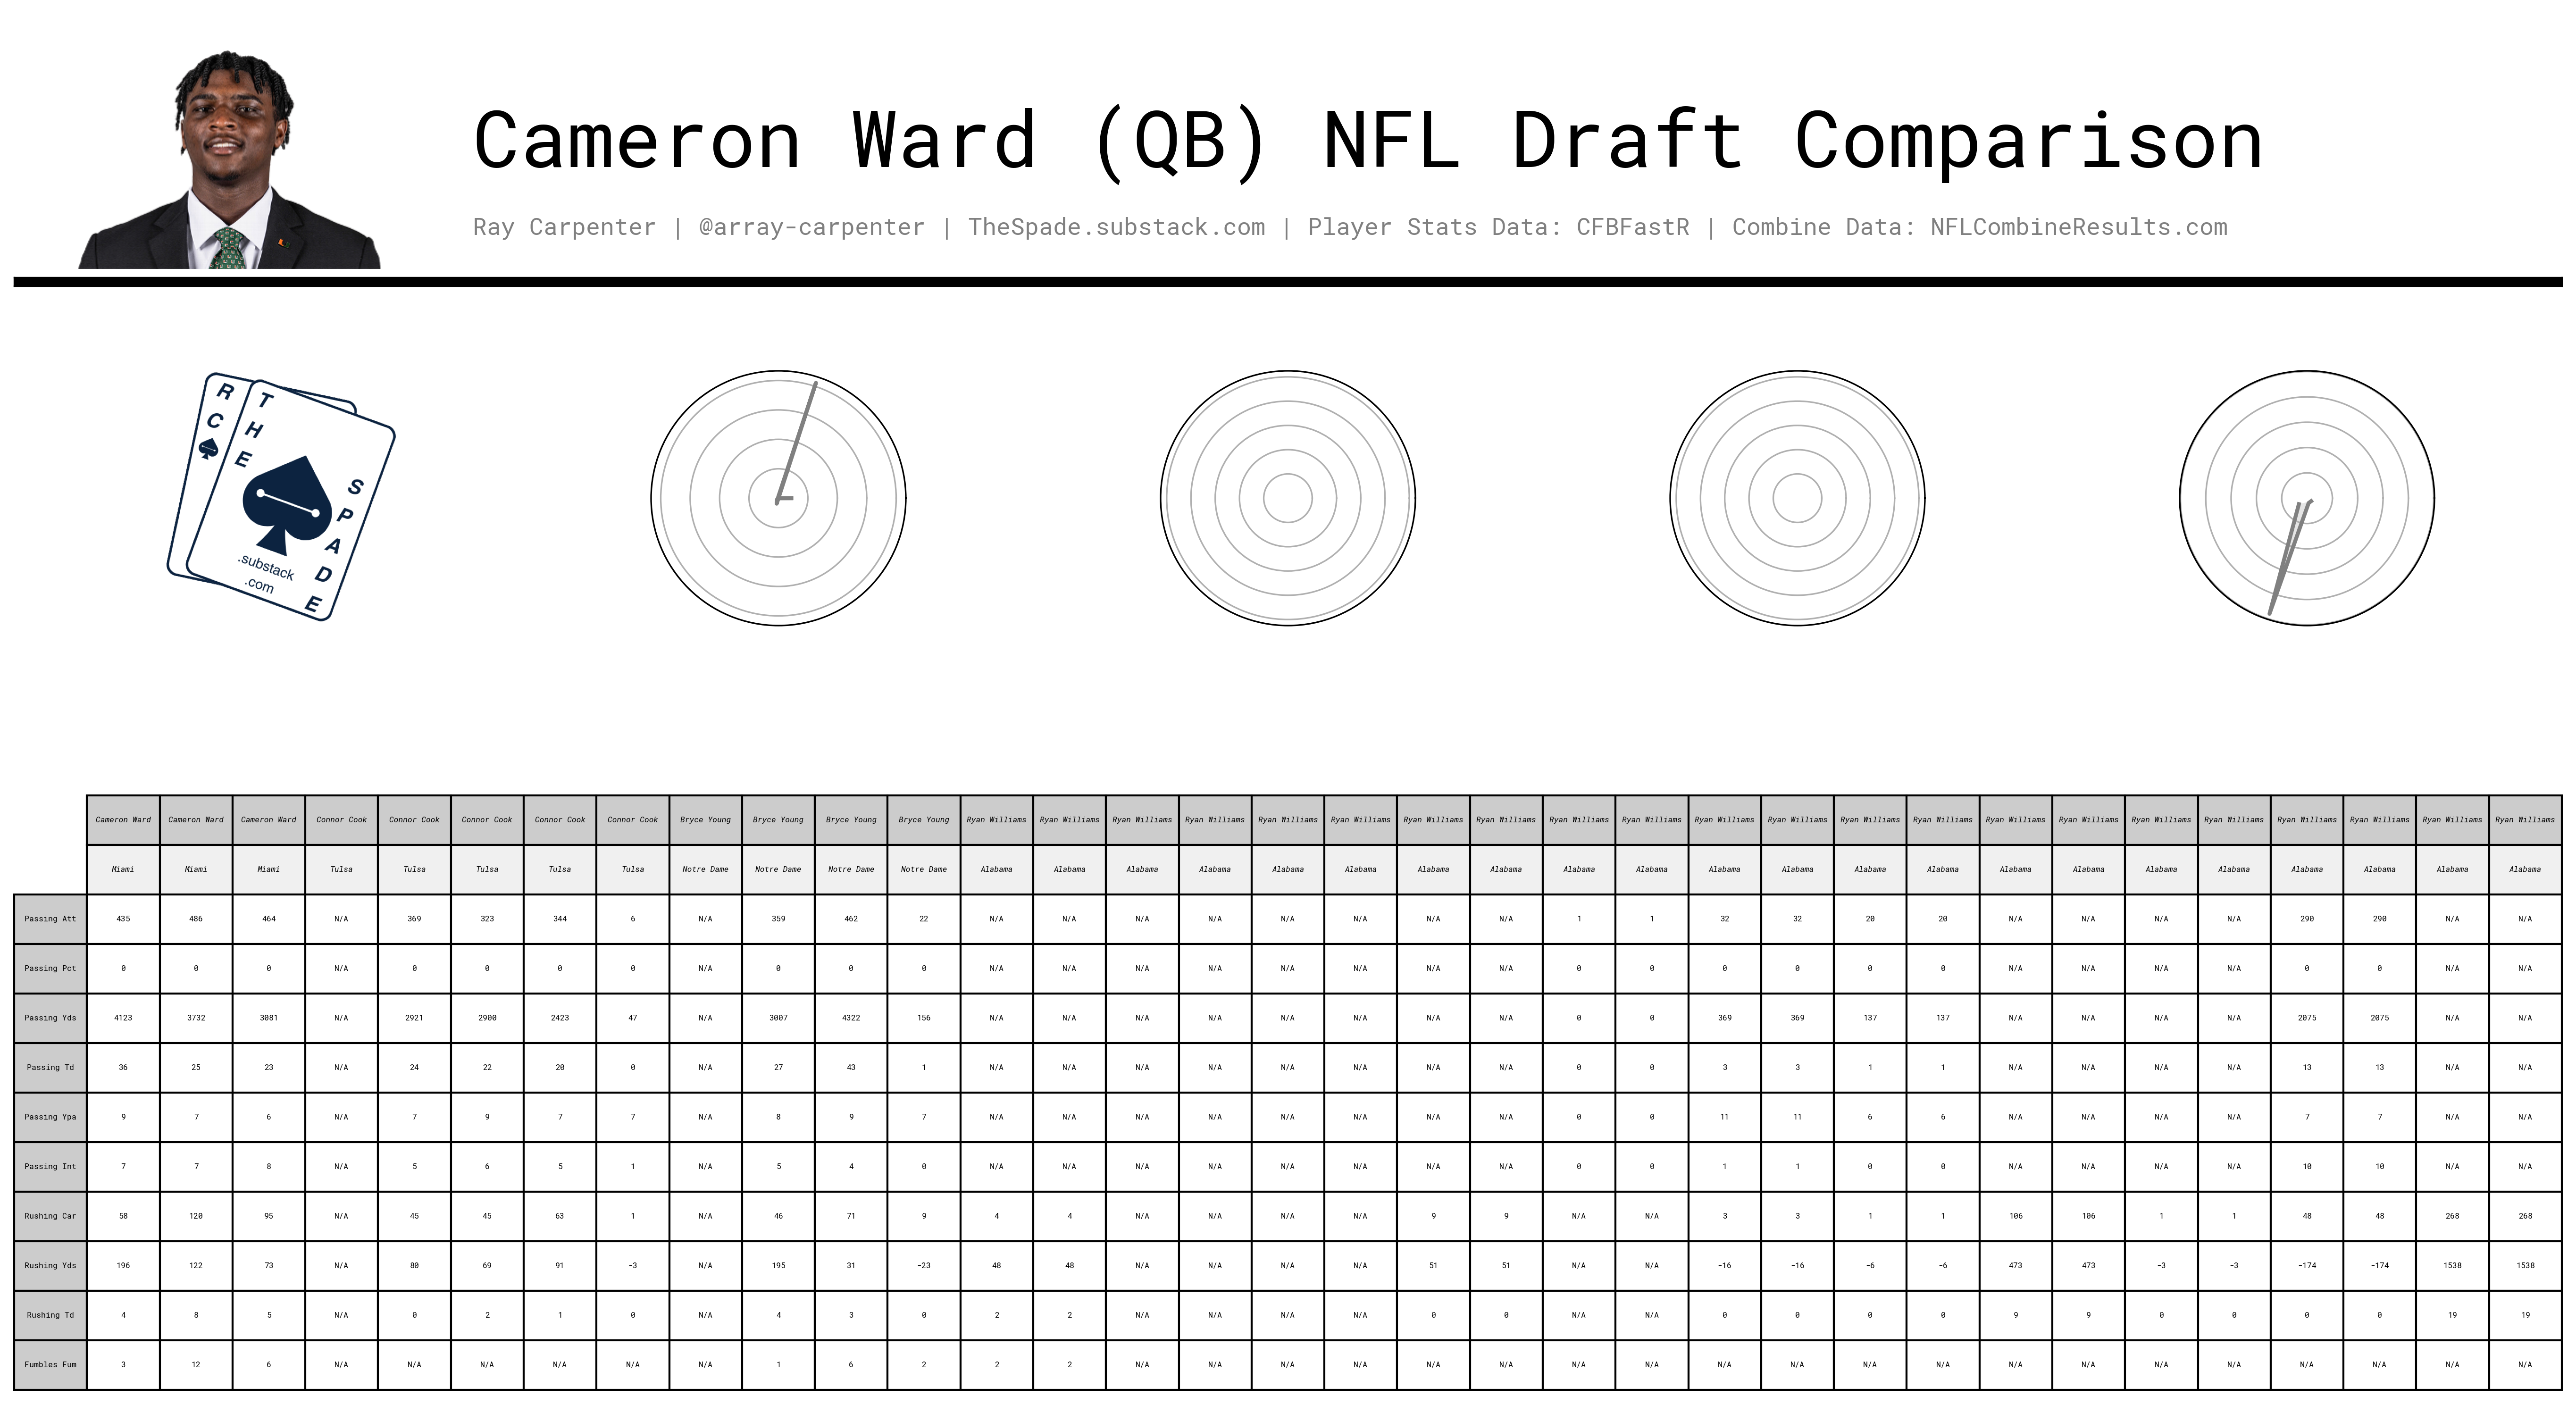 Cameron Ward (QB) NFL Draft Comparison
Ray Carpenter | @array-carpenter | TheSpade.substack.com | Player Stats Data: CFBFastR | Combine Data: NFLCombineResults.com
R C
THE SPADE
.substack
.com
Cameron Ward Cameron Ward Cameron Ward Connor Cook Connor Cook Connor Cook Connor Cook Connor Cook Bryce Young Bryce Young Bryce Young Bryce Young Ryan Williams Ryan Williams Ryan Williams Ryan Williams Ryan Williams Ryan Williams Ryan Williams Ryan Williams Ryan Williams Ryan Williams Ryan Williams Ryan Williams Ryan Williams Ryan Williams Ryan Williams Ryan Williams Ryan Williams Ryan Williams Ryan Williams Ryan Williams Ryan Williams Ryan Williams
Miami Miami Miami Tulsa Tulsa Tulsa Tulsa Tulsa Notre Dame Notre Dame Notre Dame Notre Dame Alabama Alabama Alabama Alabama Alabama Alabama Alabama Alabama Alabama Alabama Alabama Alabama Alabama Alabama Alabama Alabama Alabama Alabama Alabama Alabama Alabama Alabama
Passing Att 435 486 464 N/A 369 323 344 6 N/A 359 462 22 N/A N/A N/A N/A N/A N/A N/A N/A 1 1 32 32 20 20 N/A N/A N/A N/A 290 290 N/A N/A
Passing Pct 0 0 0 N/A 0 0 0 0 N/A 0 0 0 N/A N/A N/A N/A N/A N/A N/A N/A 0 0 0 0 0 0 N/A N/A N/A N/A 0 0 N/A N/A
Passing Yds 4123 3732 3081 N/A 2921 2900 2423 47 N/A 3007 4322 156 N/A N/A N/A N/A N/A N/A N/A N/A 0 0 369 369 137 137 N/A N/A N/A N/A 2075 2075 N/A N/A
Passing Td 36 25 23 N/A 24 22 20 0 N/A 27 43 1 N/A N/A N/A N/A N/A N/A N/A N/A 0 0 3 3 1 1 N/A N/A N/A N/A 13 13 N/A N/A
Passing Ypa 9 7 6 N/A 7 9 7 7 N/A 8 9 7 N/A N/A N/A N/A N/A N/A N/A N/A 0 0 11 11 6 6 N/A N/A N/A N/A 7 7 N/A N/A
Passing Int 7 7 8 N/A 5 6 5 1 N/A 5 4 0 N/A N/A N/A N/A N/A N/A N/A N/A 0 0 1 1 0 0 N/A N/A N/A N/A 10 10 N/A N/A
Rushing Car 58 120 95 N/A 45 45 63 1 N/A 46 71 9 4 4 N/A N/A N/A N/A 9 9 N/A N/A 3 3 1 1 106 106 1 1 48 48 268 268
Rushing Yds 196 122 73 N/A 80 69 91 -3 N/A 195 31 -23 48 48 N/A N/A N/A N/A 51 51 N/A N/A -16 -16 -6 -6 473 473 -3 -3 -174 -174 1538 1538
Rushing Td 4 8 5 N/A 0 2 1 0 N/A 4 3 0 2 2 N/A N/A N/A N/A 0 0 N/A N/A 0 0 0 0 9 9 0 0 0 0 19 19
Fumbles Fum 3 12 6 N/A N/A N/A N/A N/A N/A 1 6 2 2 2 N/A N/A N/A N/A N/A N/A N/A N/A N/A N/A N/A N/A N/A N/A N/A N/A N/A N/A N/A N/A